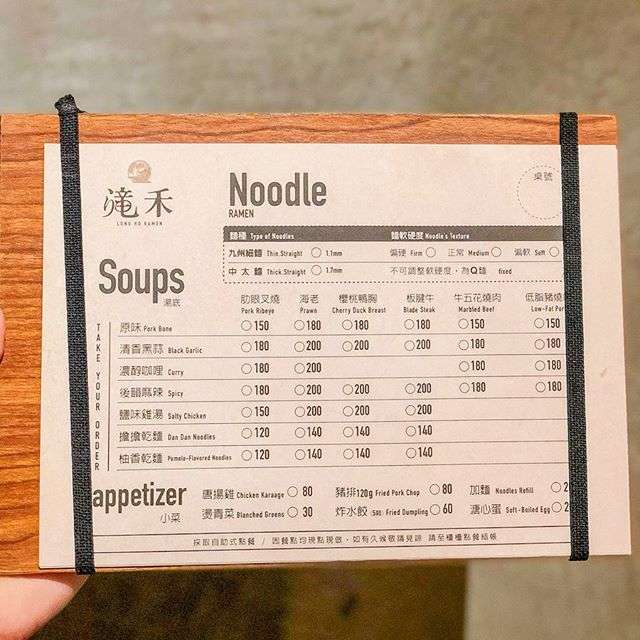 滝禾
LONG HO RAMEN
Noodle
RAMEN
桌號
麵種 Type of Noodles 麵軟硬度 Noodle's Texture
九州細麵 Thin.Straight 1.1mm 偏硬 Firm 正常 Medium 偏軟 Soft
中太麵 Thick.Straight 1.7mm 不可調整軟硬度，為Q麵 fixed
Soups
湯底
肋眼叉燒 海老 櫻桃鴨胸 板腱牛 牛五花燒肉 低脂豬
Pork Ribeye Prawn Cherry Duck Breast Blade Steak Marbled Beef Low-Fat
TAKE YOUR ORDER
原味 Pork Bone 150 180 180 180 150 150
清香黑蒜 Black Garlic 180 200 200 200 180 180
濃醇咖哩 Curry 180 200 180 180
後韻麻辣 Spicy 180 200 200 200 180 180
鹽味雞湯 Salty Chicken 150 200 200 200
擔擔乾麵 Dan Dan Noodles 120 140 140 140
柚香乾麵 Pomelo-Flavored Noodles 120 140 140 140
appetizer
小菜
唐揚雞 Chicken Karaage 80 豬排120g Fried Pork Chop 80 加麵 Noodles Refill
燙青菜 Blanched Greens 30 炸水餃 Fried Dumpling 60 溏心蛋 Soft-Boiled Egg
採取自助式點餐 / 因餐點均現點現做，如有久候敬請見諒 請至櫃檯點餐結帳